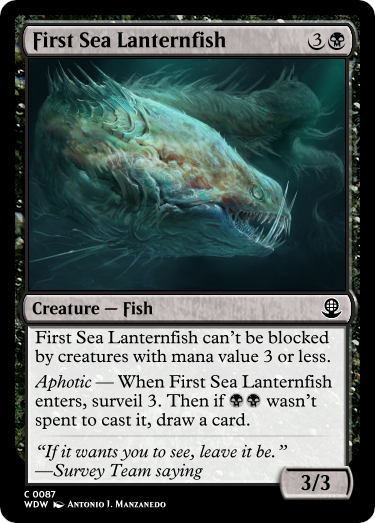 First Sea Lanternfish 3
Creature — Fish
First Sea Lanternfish can't be blocked
by creatures with mana value 3 or less.
Aphotic — When First Sea Lanternfish
enters, surveil 3. Then if wasn't
spent to cast it, draw a card.
"If it wants you to see, leave it be."
—Survey Team saying
3/3
C 0087
WDW Antonio J. Manzanedo